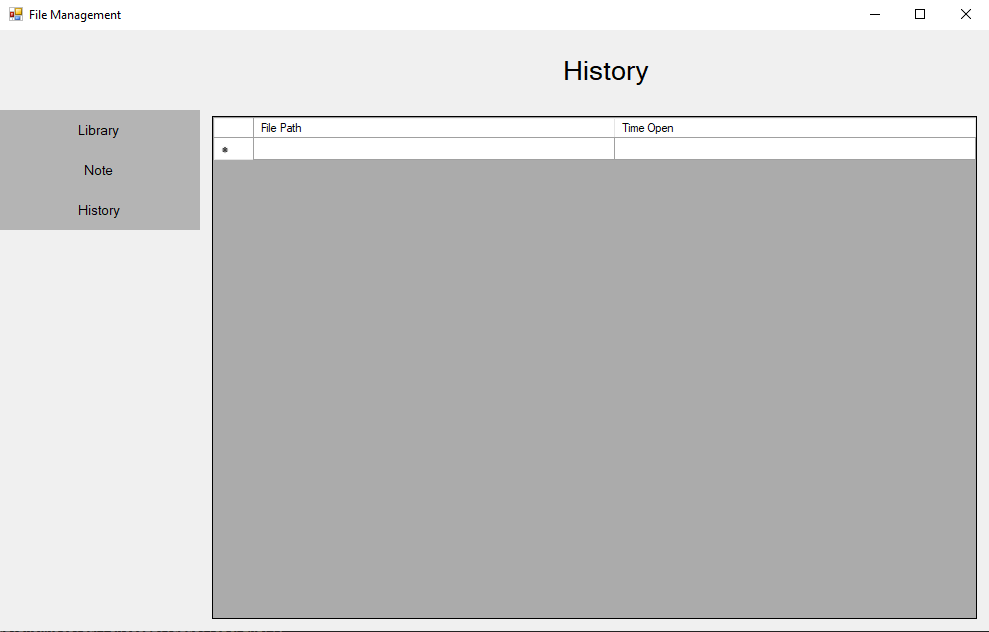 File Management
History
Library
Note
History
File Path Time Open